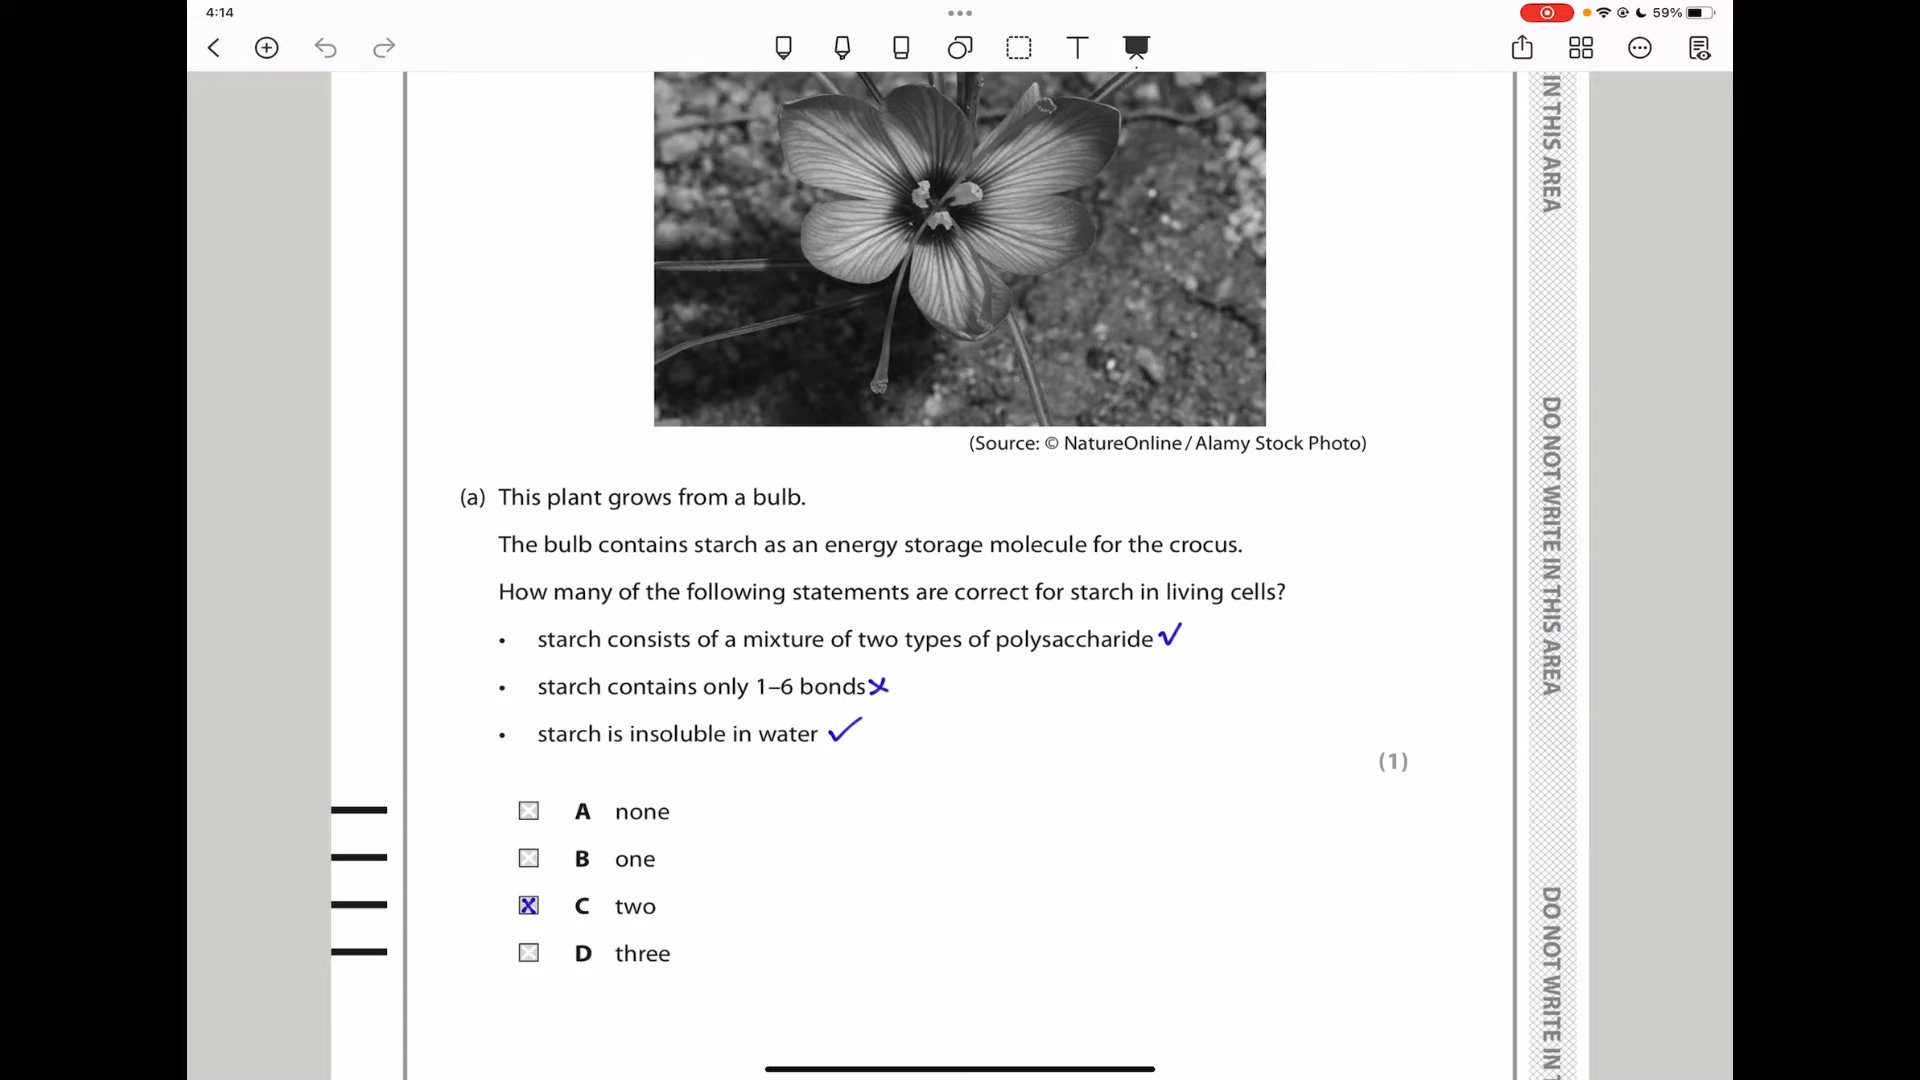 4:14
59%
IN THIS AREA
(Source: © NatureOnline / Alamy Stock Photo)
(a) This plant grows from a bulb.
The bulb contains starch as an energy storage molecule for the crocus.
How many of the following statements are correct for starch in living cells?
• starch consists of a mixture of two types of polysaccharide ✓
• starch contains only 1–6 bonds ✗
• starch is insoluble in water ✓
(1)
A none
B one
X C two
D three
DO NOT WRITE IN THIS AREA
DO NOT WRITE IN